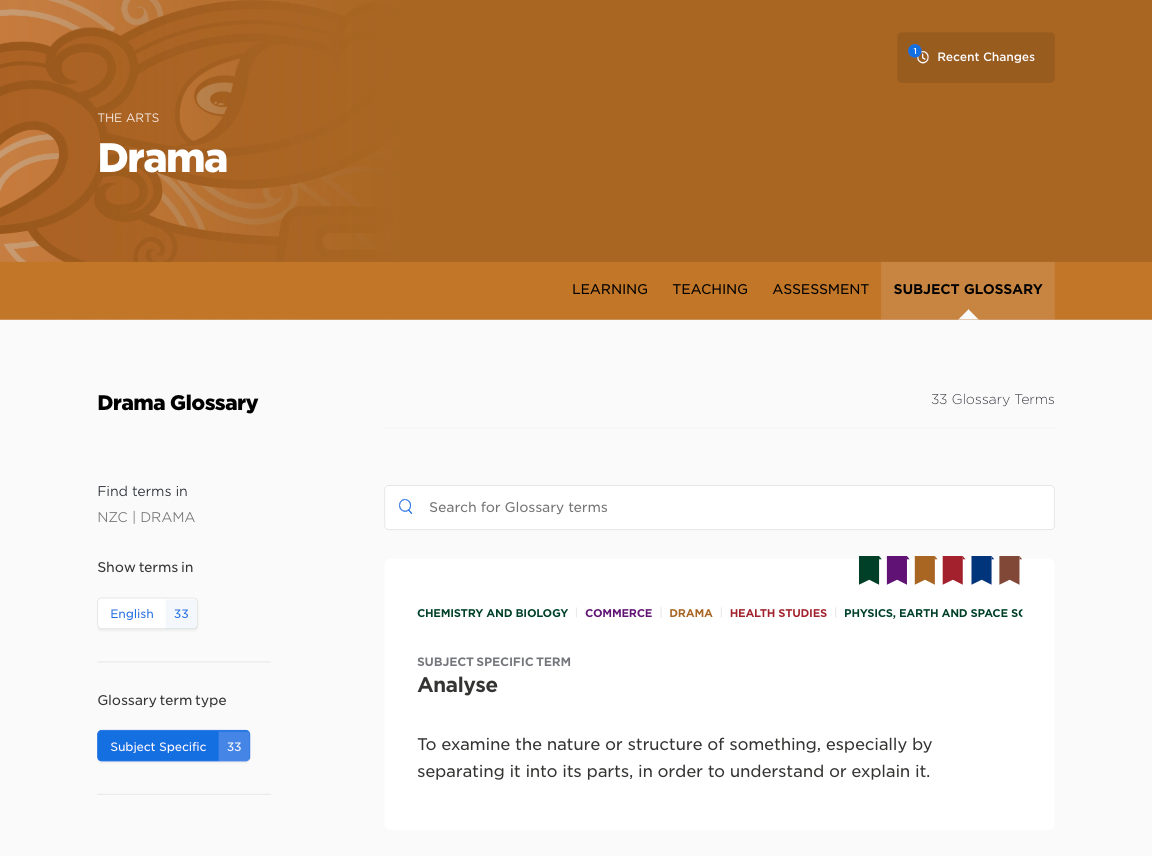 1
Recent Changes
THE ARTS
Drama
LEARNING TEACHING ASSESSMENT SUBJECT GLOSSARY
Drama Glossary
33 Glossary Terms
Find terms in
NZC | DRAMA
Show terms in
English 33
Glossary term type
Subject Specific 33
Search for Glossary terms
CHEMISTRY AND BIOLOGY | COMMERCE | DRAMA | HEALTH STUDIES | PHYSICS, EARTH AND SPACE
SUBJECT SPECIFIC TERM
Analyse
To examine the nature or structure of something, especially by
separating it into its parts, in order to understand or explain it.